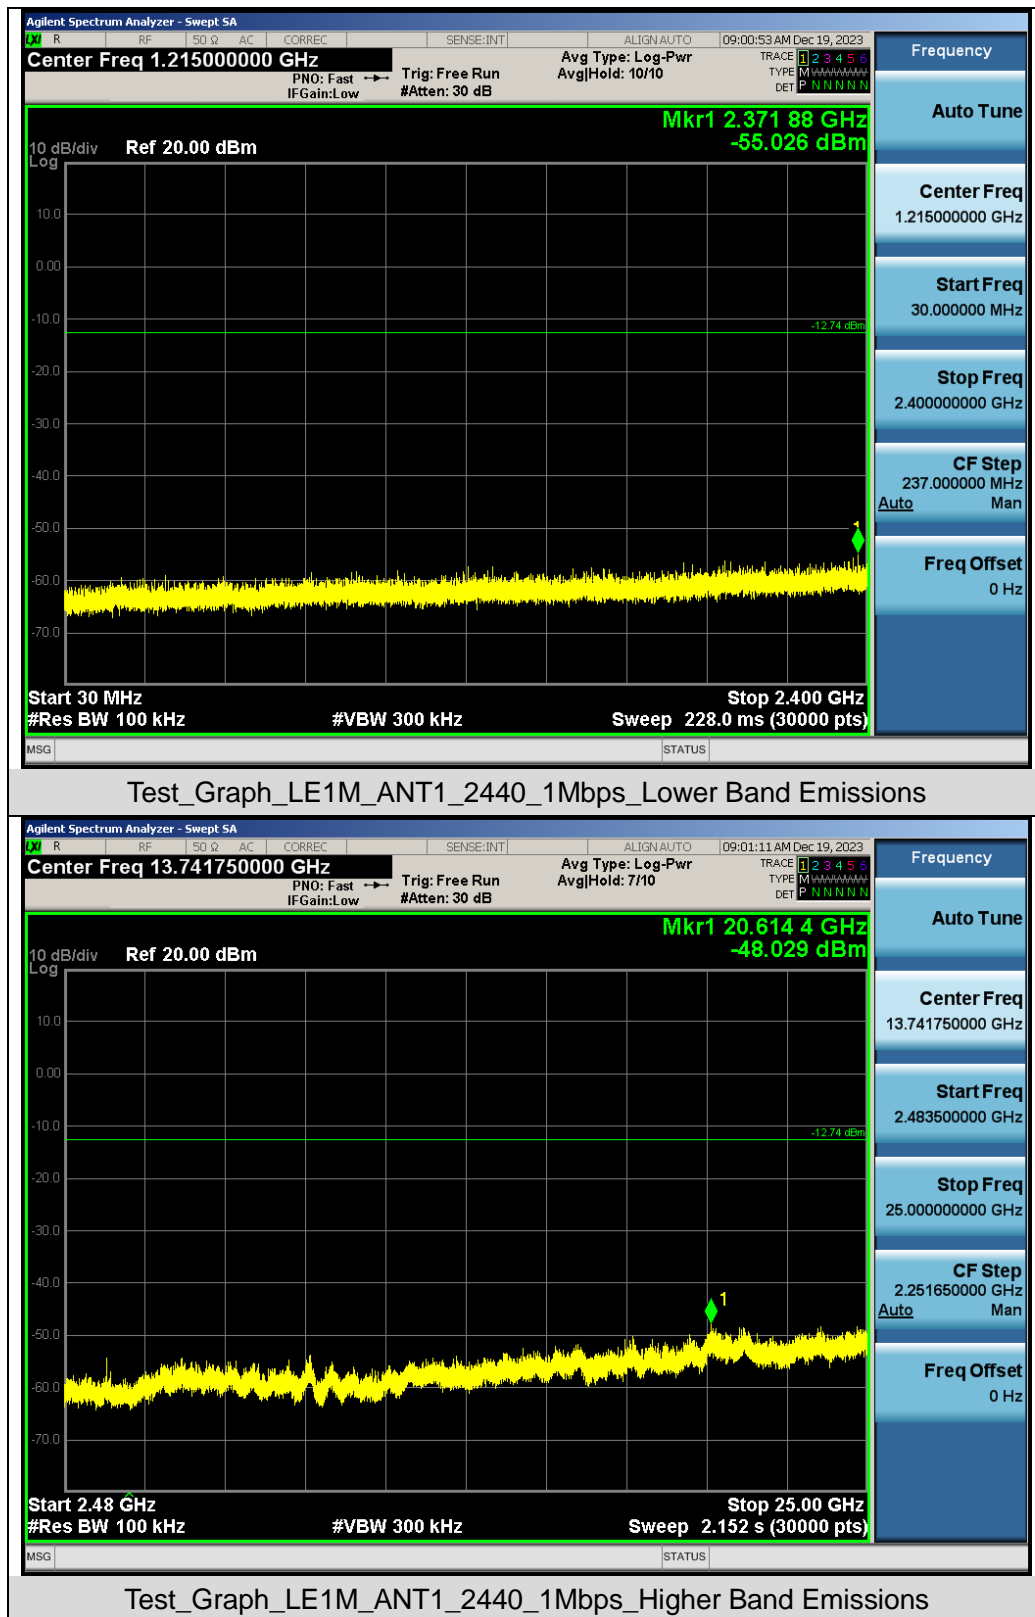 Agilent Spectrum Analyzer - Swept SA
LXI R RF 50 Ω AC CORREC SENSE:INT ALIGN AUTO 09:00:53 AM Dec 19, 2023
Center Freq 1.215000000 GHz
PNO: Fast
IFGain:Low
Trig: Free Run
#Atten: 30 dB
Avg Type: Log-Pwr
Avg|Hold: 10/10
TRACE 1 2 3 4 5 6
TYPE M
DET P N N N N N
Frequency
Mkr1 2.371 88 GHz
-55.026 dBm
10 dB/div Ref 20.00 dBm
Log
10.0
0.00
-10.0
-12.74 dBm
-20.0
-30.0
-40.0
-50.0
1
-60.0
-70.0
Start 30 MHz Stop 2.400 GHz
#Res BW 100 kHz #VBW 300 kHz Sweep 228.0 ms (30000 pts)
MSG STATUS
Auto Tune
Center Freq
1.215000000 GHz
Start Freq
30.000000 MHz
Stop Freq
2.400000000 GHz
CF Step
237.000000 MHz
Auto Man
Freq Offset
0 Hz
Test_Graph_LE1M_ANT1_2440_1Mbps_Lower Band Emissions
Agilent Spectrum Analyzer - Swept SA
LXI R RF 50 Ω AC CORREC SENSE:INT ALIGN AUTO 09:01:11 AM Dec 19, 2023
Center Freq 13.741750000 GHz
PNO: Fast
IFGain:Low
Trig: Free Run
#Atten: 30 dB
Avg Type: Log-Pwr
Avg|Hold: 7/10
TRACE 1 2 3 4 5 6
TYPE M
DET P N N N N N
Frequency
Mkr1 20.614 4 GHz
-48.029 dBm
10 dB/div Ref 20.00 dBm
Log
10.0
0.00
-10.0
-12.74 dBm
-20.0
-30.0
-40.0
1
-50.0
-60.0
-70.0
Start 2.48 GHz Stop 25.00 GHz
#Res BW 100 kHz #VBW 300 kHz Sweep 2.152 s (30000 pts)
MSG STATUS
Auto Tune
Center Freq
13.741750000 GHz
Start Freq
2.483500000 GHz
Stop Freq
25.000000000 GHz
CF Step
2.251650000 GHz
Auto Man
Freq Offset
0 Hz
Test_Graph_LE1M_ANT1_2440_1Mbps_Higher Band Emissions